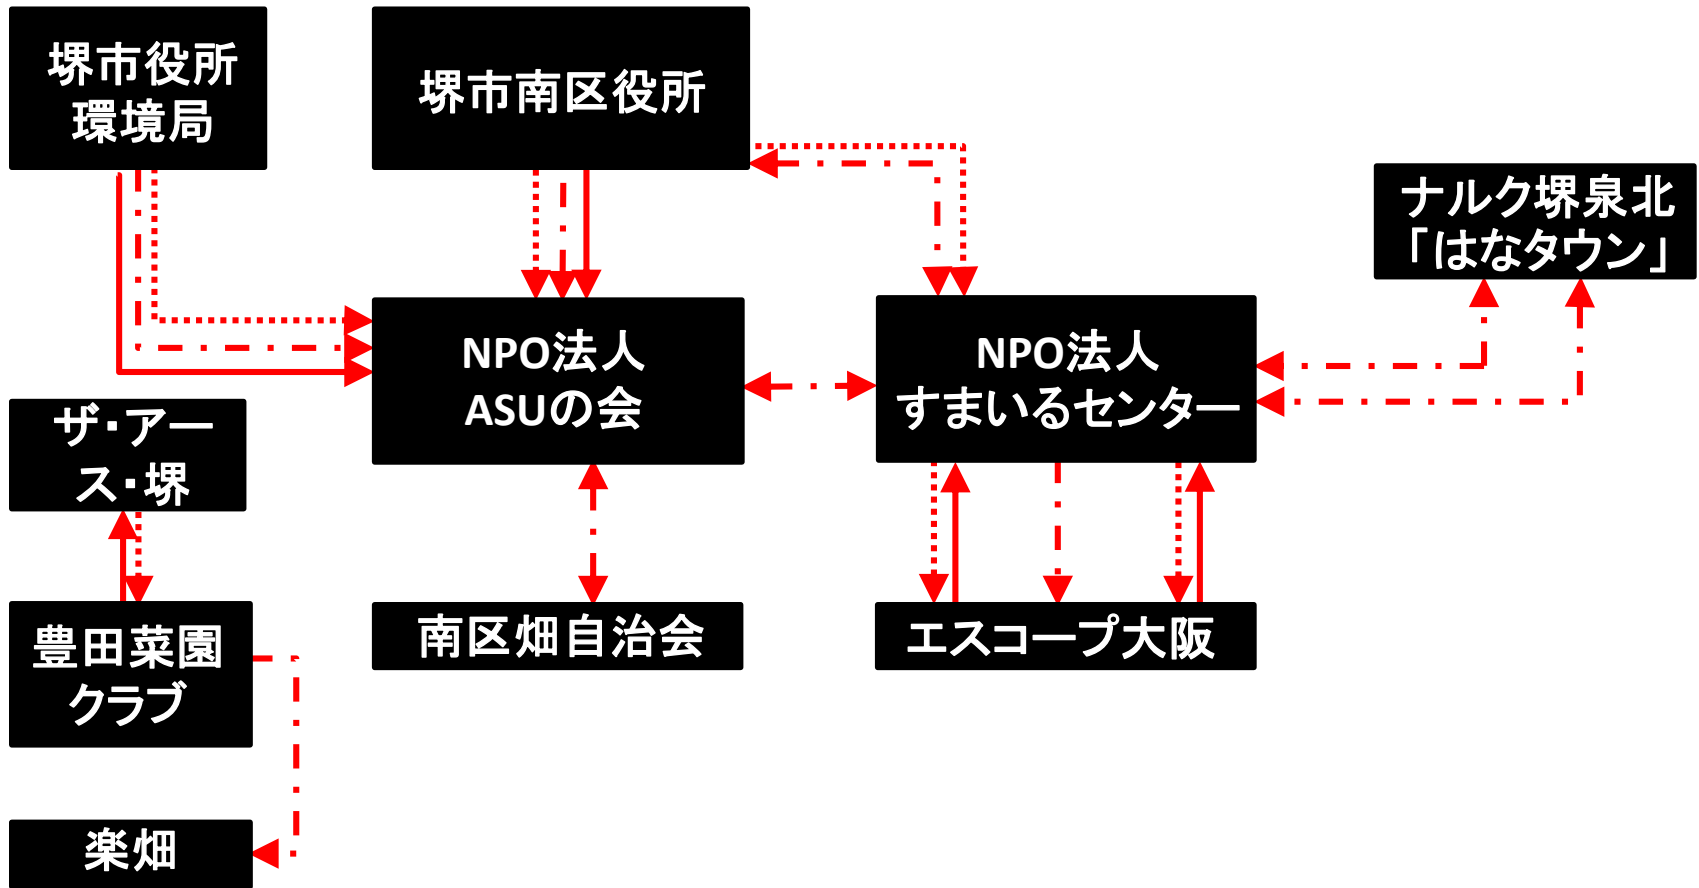 堺市役所
環境局
堺市南区役所
ナルク堺泉北
「はなタウン」
NPO法人
ASUの会
NPO法人
すまいるセンター
ザ・アー
ス・堺
豊田菜園
クラブ
南区畑自治会
エスコープ大阪
楽畑